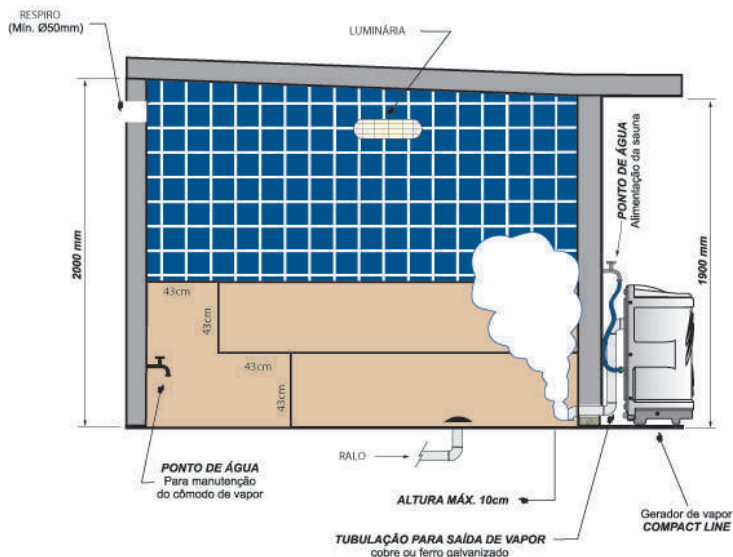 RESPIRO
(Mín. Ø50mm)
LUMINÁRIA
PONTO DE ÁGUA
Alimentação da sauna
2000 mm
1900 mm
43cm
43cm
43cm
43cm
PONTO DE ÁGUA
Para manutenção
do cômodo de vapor
RALO
ALTURA MÁX. 10cm
Gerador de vapor
COMPACT LINE
TUBULAÇÃO PARA SAÍDA DE VAPOR
cobre ou ferro galvanizado